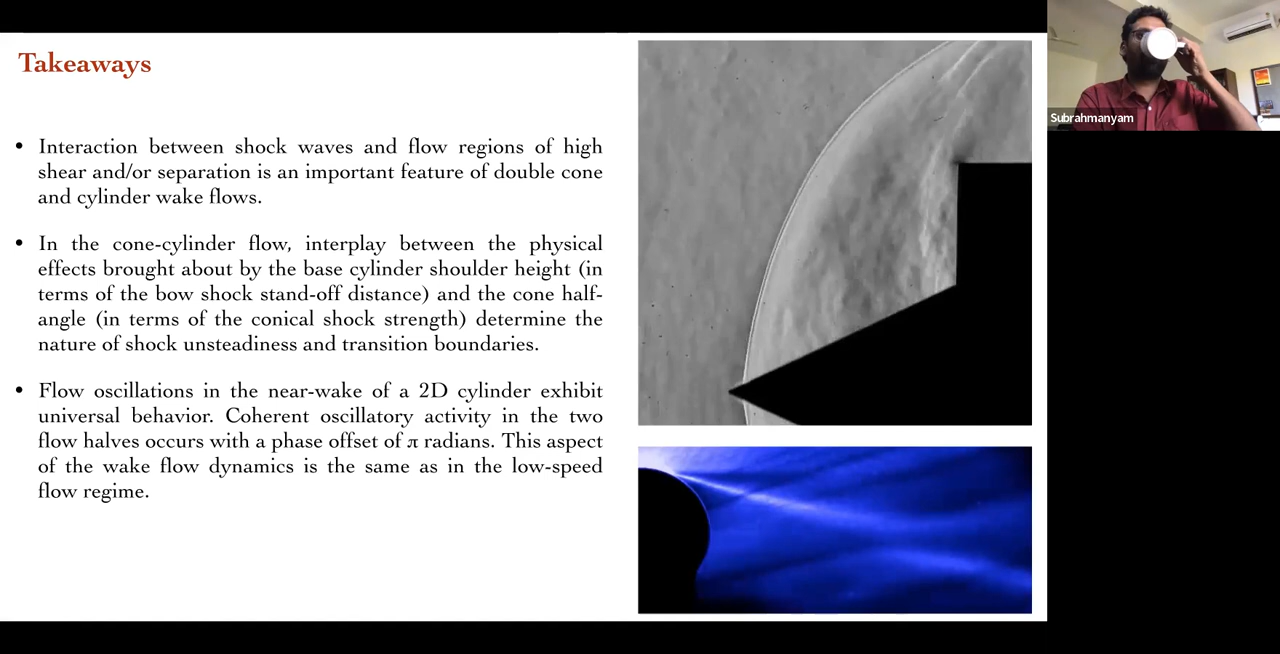 Takeaways
• Interaction between shock waves and flow regions of high
shear and/or separation is an important feature of double cone
and cylinder wake flows.
• In the cone-cylinder flow, interplay between the physical
effects brought about by the base cylinder shoulder height (in
terms of the bow shock stand-off distance) and the cone half-
angle (in terms of the conical shock strength) determine the
nature of shock unsteadiness and transition boundaries.
• Flow oscillations in the near-wake of a 2D cylinder exhibit
universal behavior. Coherent oscillatory activity in the two
flow halves occurs with a phase offset of π radians. This aspect
of the wake flow dynamics is the same as in the low-speed
flow regime.
Subrahmanyam